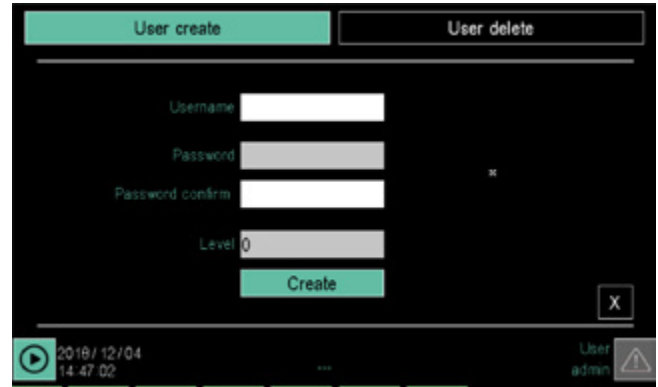 User create
User delete
Username
Password
Password confirm
Level 0
Create
X
2018/12/04
14:47:02
...
User
admin